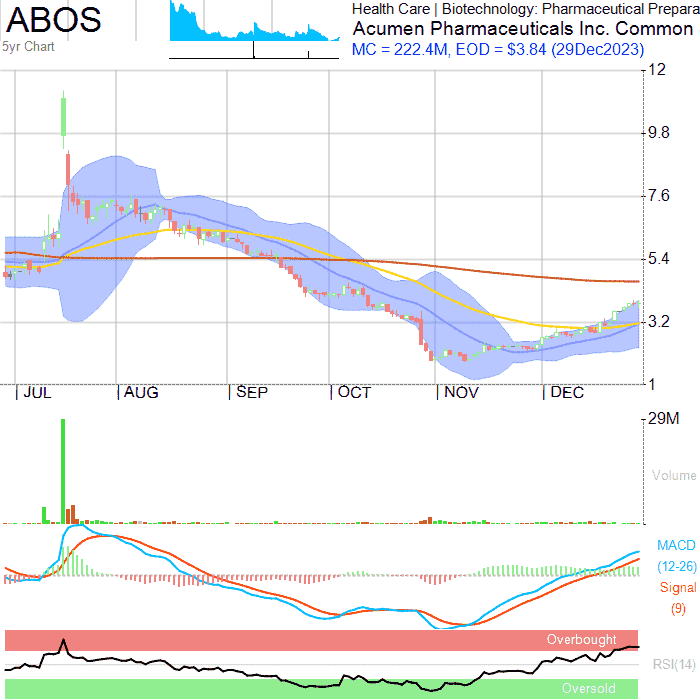 ABOS
5yr Chart
Health Care | Biotechnology: Pharmaceutical Prepara
Acumen Pharmaceuticals Inc. Common
MC = 222.4M, EOD = $3.84 (29Dec2023)
12
9.8
7.6
5.4
3.2
1
JUL
AUG
SEP
OCT
NOV
DEC
29M
Volume
MACD
(12-26)
Signal
(9)
Overbought
RSI(14)
Oversold